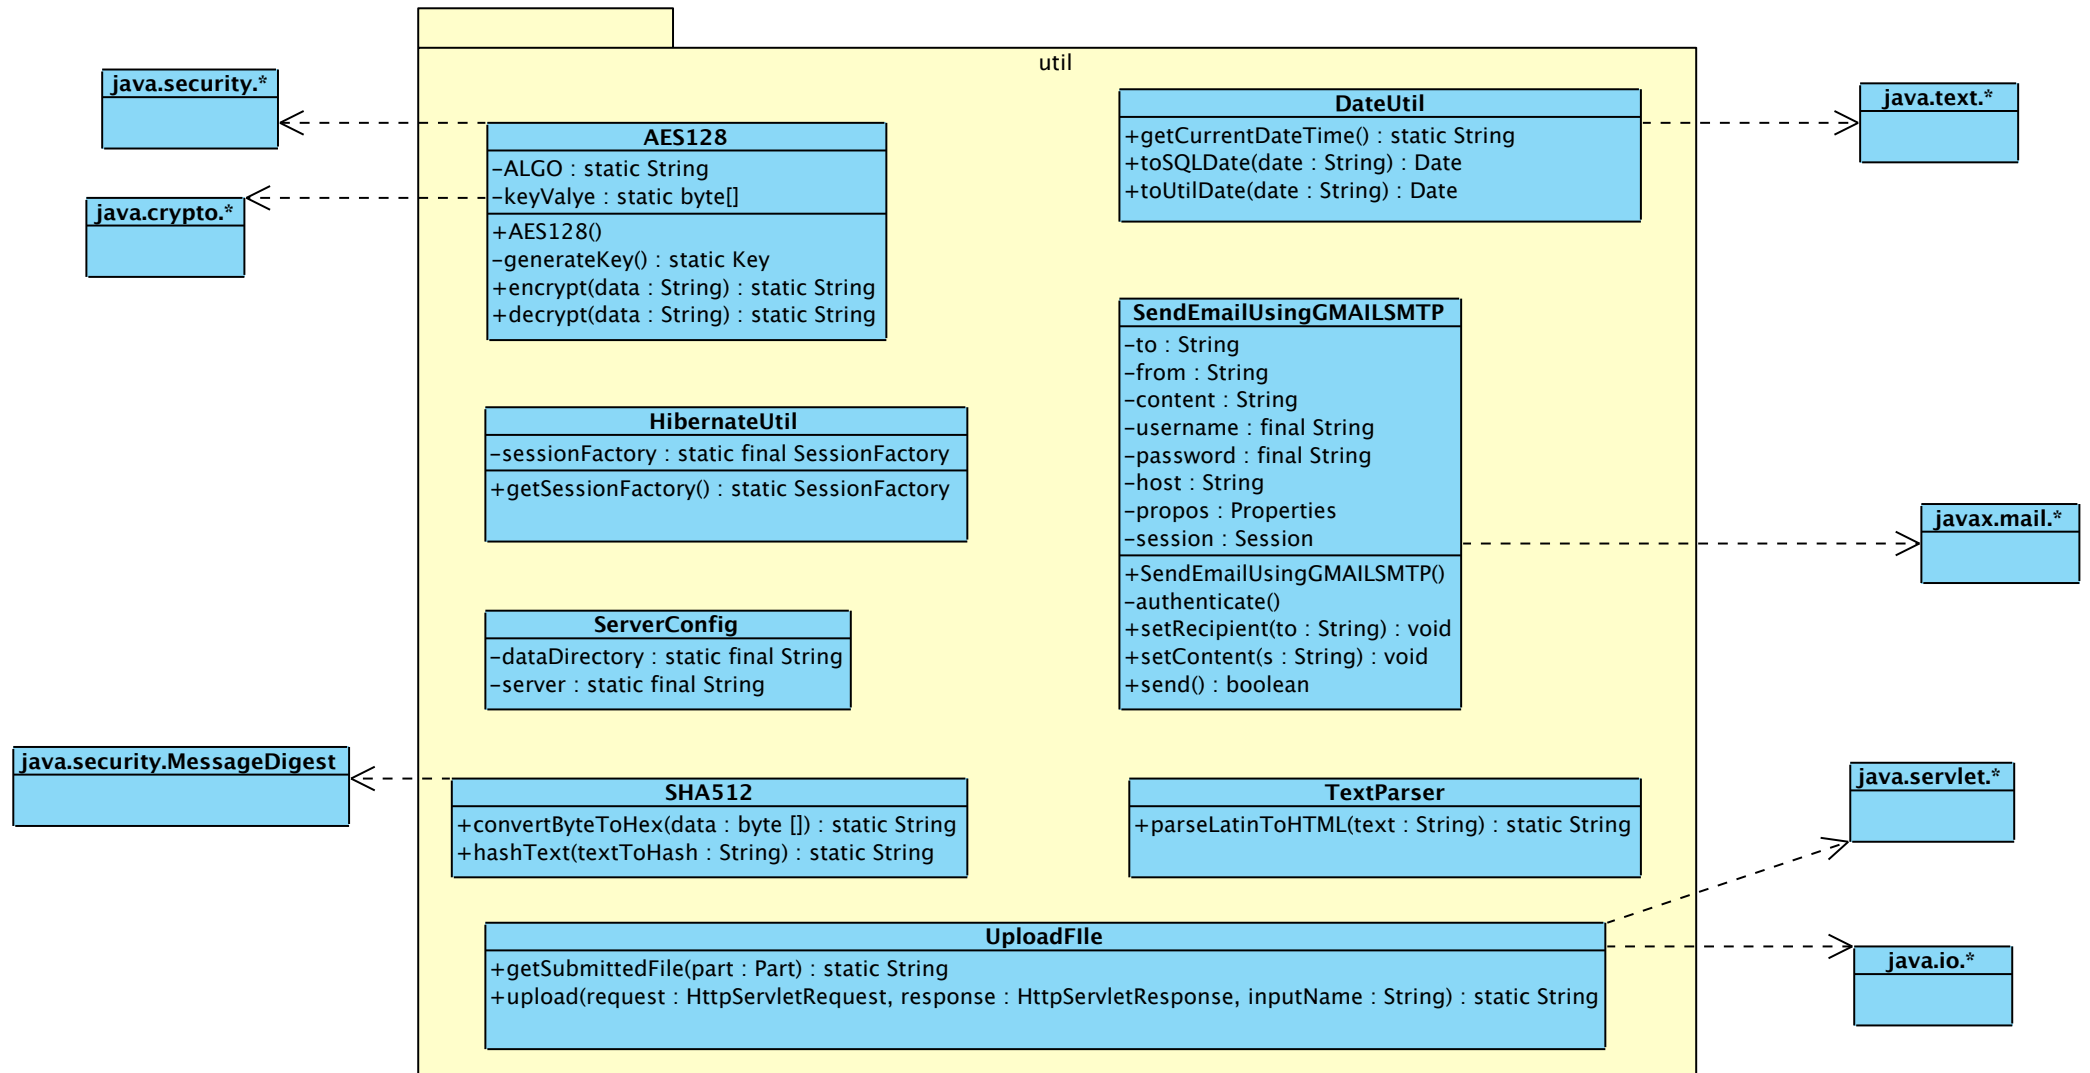 util
java.security.*
java.crypto.*
AES128
-ALGO : static String
-keyValye : static byte[]
+AES128()
-generateKey() : static Key
+encrypt(data : String) : static String
+decrypt(data : String) : static String
DateUtil
+getCurrentDateTime() : static String
+toSQLDate(date : String) : Date
+toUtilDate(date : String) : Date
java.text.*
HibernateUtil
-sessionFactory : static final SessionFactory
+getSessionFactory() : static SessionFactory
SendEmailUsingGMAILSMTP
-to : String
-from : String
-content : String
-username : final String
-password : final String
-host : String
-propos : Properties
-session : Session
+SendEmailUsingGMAILSMTP()
-authenticate()
+setRecipient(to : String) : void
+setContent(s : String) : void
+send() : boolean
javax.mail.*
ServerConfig
-dataDirectory : static final String
-server : static final String
java.security.MessageDigest
SHA512
+convertByteToHex(data : byte []) : static String
+hashText(textToHash : String) : static String
TextParser
+parseLatinToHTML(text : String) : static String
java.servlet.*
UploadFIle
+getSubmittedFile(part : Part) : static String
+upload(request : HttpServletRequest, response : HttpServletResponse, inputName : String) : static String
java.io.*